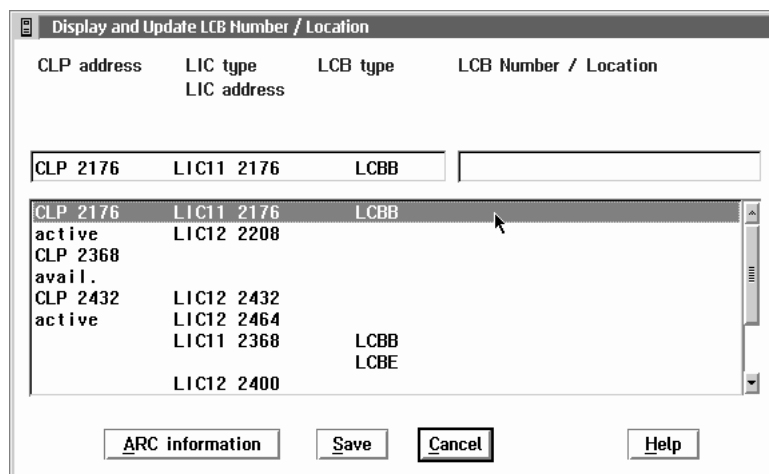 Display and Update LCB Number / Location
CLP address LIC type LCB type LCB Number / Location
LIC address
CLP 2176 LIC11 2176 LCBB
CLP 2176 LIC11 2176 LCBB
active LIC12 2208
CLP 2368
avail.
CLP 2432 LIC12 2432
active LIC12 2464
LIC11 2368 LCBB
LCBE
LIC12 2400
ARC information Save Cancel Help